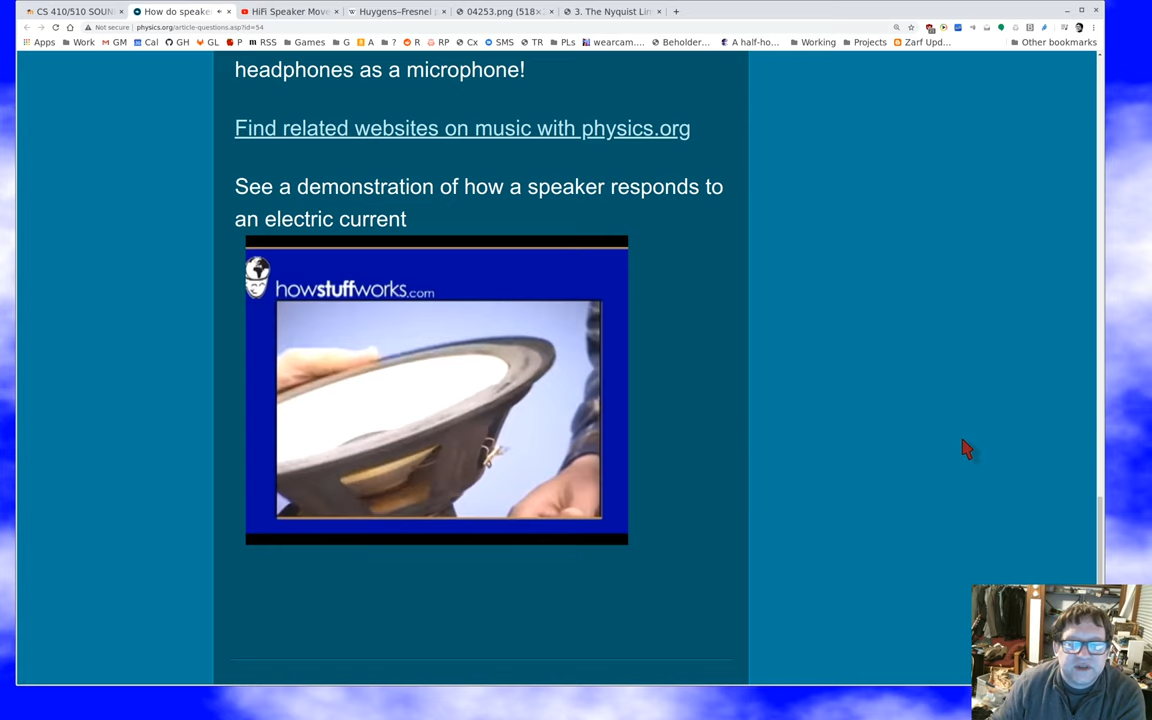 CS 410/510 SOUN
How do speaker
HiFi Speaker Move
Huygens–Fresnel p
04253.png (518×
3. The Nyquist Lim
Not secure | physics.org/article-questions.asp?id=54
Apps
Work
GM
Cal
GH
GL
P
RSS
Games
G
A
?
R
RP
Cx
SMS
TR
PLs
wearcam....
Beholder...
A half-ho...
Working
Projects
Zarf Upd...
Other bookmarks
headphones as a microphone!
Find related websites on music with physics.org
See a demonstration of how a speaker responds to
an electric current
howstuffworks.com